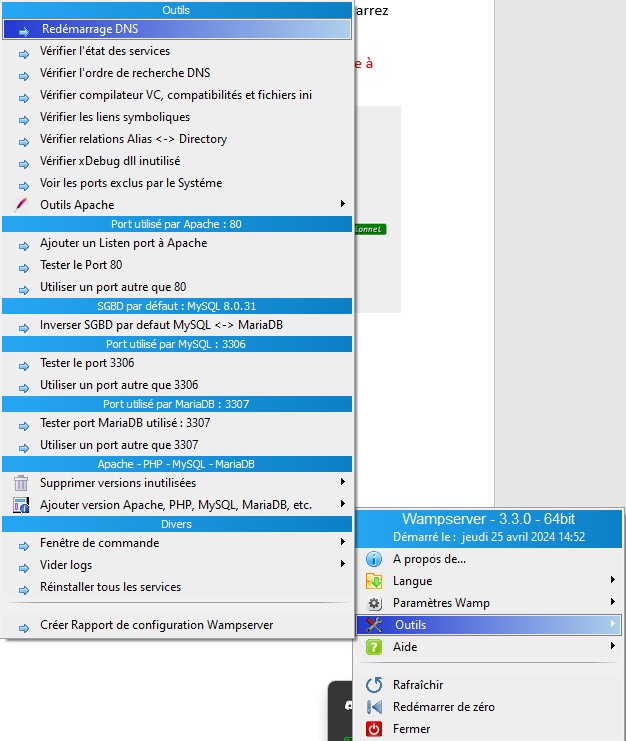 Outils
Redémarrage DNS
Vérifier l'état des services
Vérifier l'ordre de recherche DNS
Vérifier compilateur VC, compatibilités et fichiers ini
Vérifier les liens symboliques
Vérifier relations Alias <-> Directory
Vérifier xDebug dll inutilisé
Voir les ports exclus par le Systéme
Outils Apache
Port utilisé par Apache : 80
Ajouter un Listen port à Apache
Tester le Port 80
Utiliser un port autre que 80
SGBD par défaut : MySQL 8.0.31
Inverser SGBD par defaut MySQL <-> MariaDB
Port utilisé par MySQL : 3306
Tester le port 3306
Utiliser un port autre que 3306
Port utilisé par MariaDB : 3307
Tester port MariaDB utilisé : 3307
Utiliser un port autre que 3307
Apache - PHP - MySQL - MariaDB
Supprimer versions inutilisées
Ajouter version Apache, PHP, MySQL, MariaDB, etc.
Divers
Fenêtre de commande
Vider logs
Réinstaller tous les services
Créer Rapport de configuration Wampserver
arrez
e à
ionnel
Wampserver - 3.3.0 - 64bit
Démarré le : jeudi 25 avril 2024 14:52
A propos de...
Langue
Paramètres Wamp
Outils
Aide
Rafraîchir
Redémarrer de zéro
Fermer